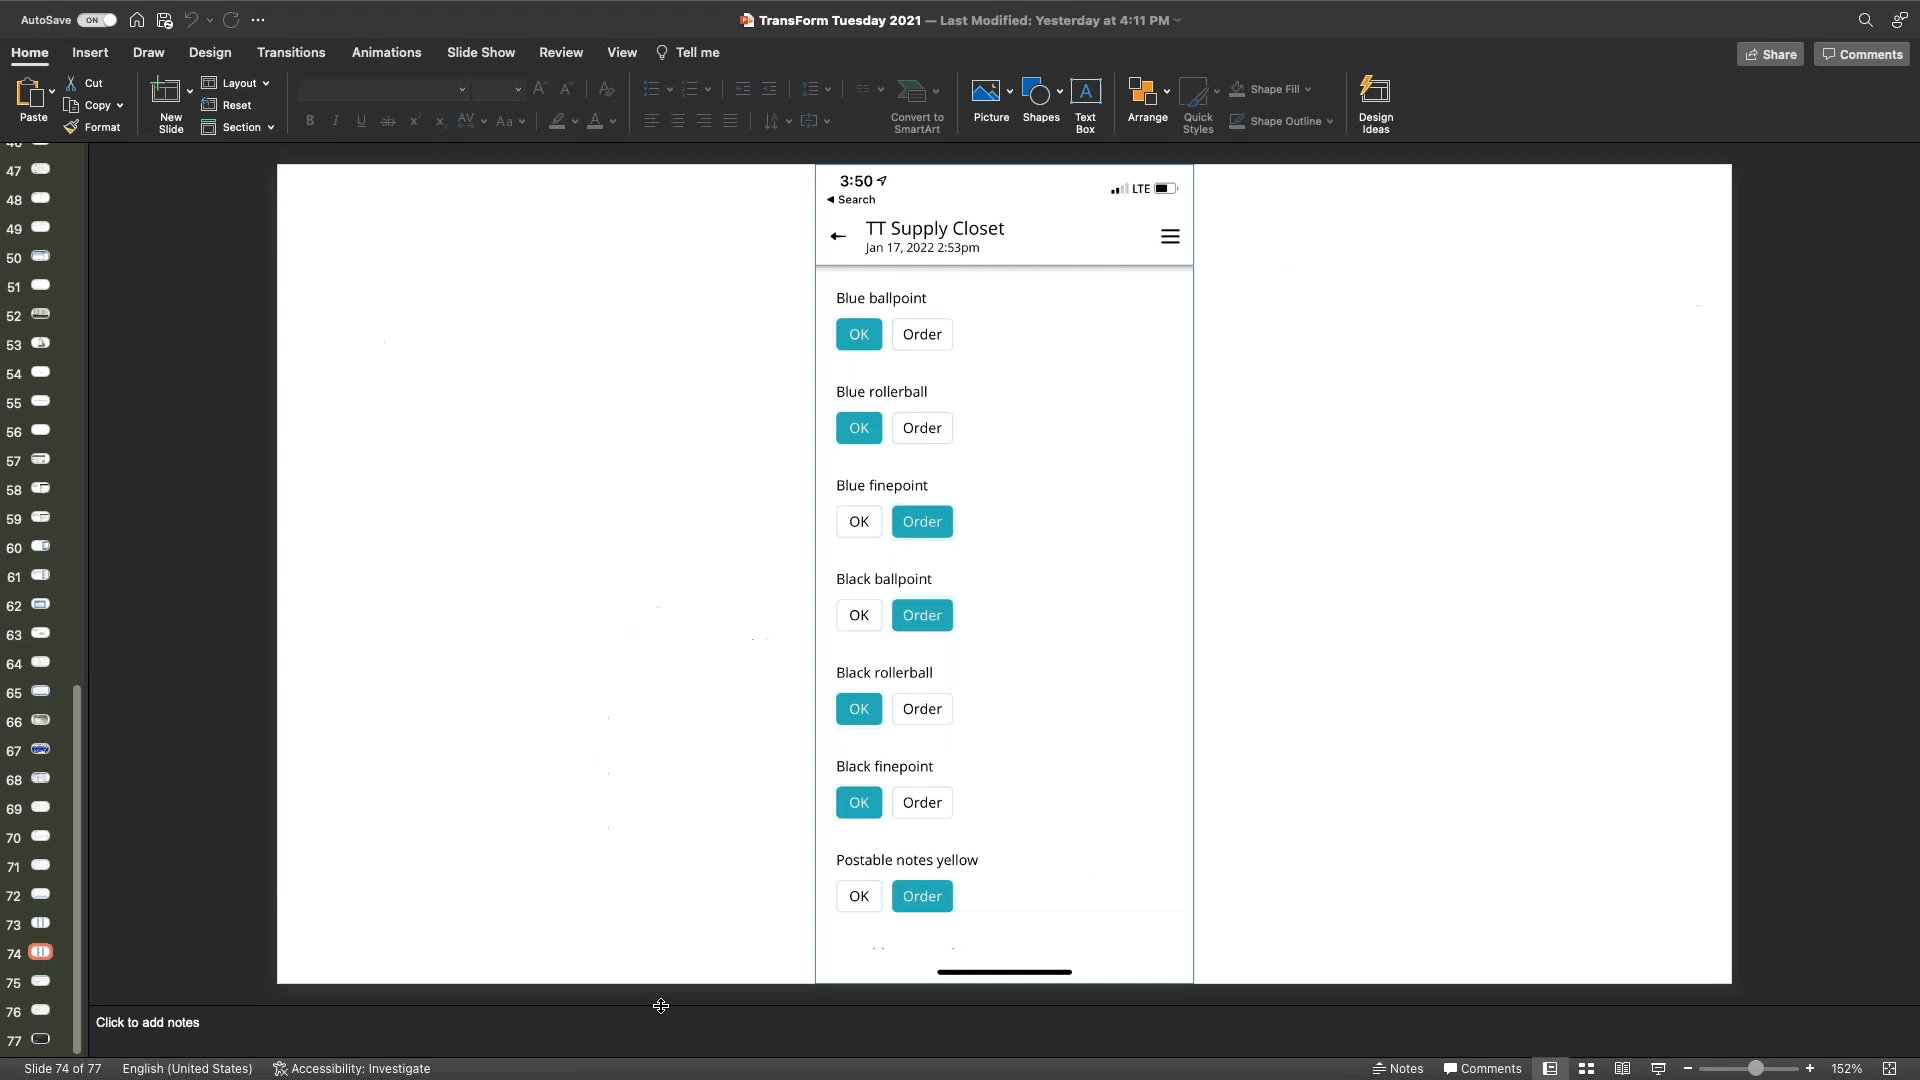 AutoSave ON
TransForm Tuesday 2021 — Last Modified: Yesterday at 4:11 PM
Home Insert Draw Design Transitions Animations Slide Show Review View Tell me
Share Comments
Paste
Cut
Copy
Format
New Slide
Layout
Reset
Section
Convert to SmartArt
Picture
Shapes
Text Box
Arrange
Quick Styles
Shape Fill
Shape Outline
Design Ideas
47
48
49
50
51
52
53
54
55
56
57
58
59
60
61
62
63
64
65
66
67
68
69
70
71
72
73
74
75
76
77
3:50 LTE
Search
TT Supply Closet
Jan 17, 2022 2:53pm
Blue ballpoint
OK Order
Blue rollerball
OK Order
Blue finepoint
OK Order
Black ballpoint
OK Order
Black rollerball
OK Order
Black finepoint
OK Order
Postable notes yellow
OK Order
Click to add notes
Slide 74 of 77 English (United States) Accessibility: Investigate Notes Comments 152%